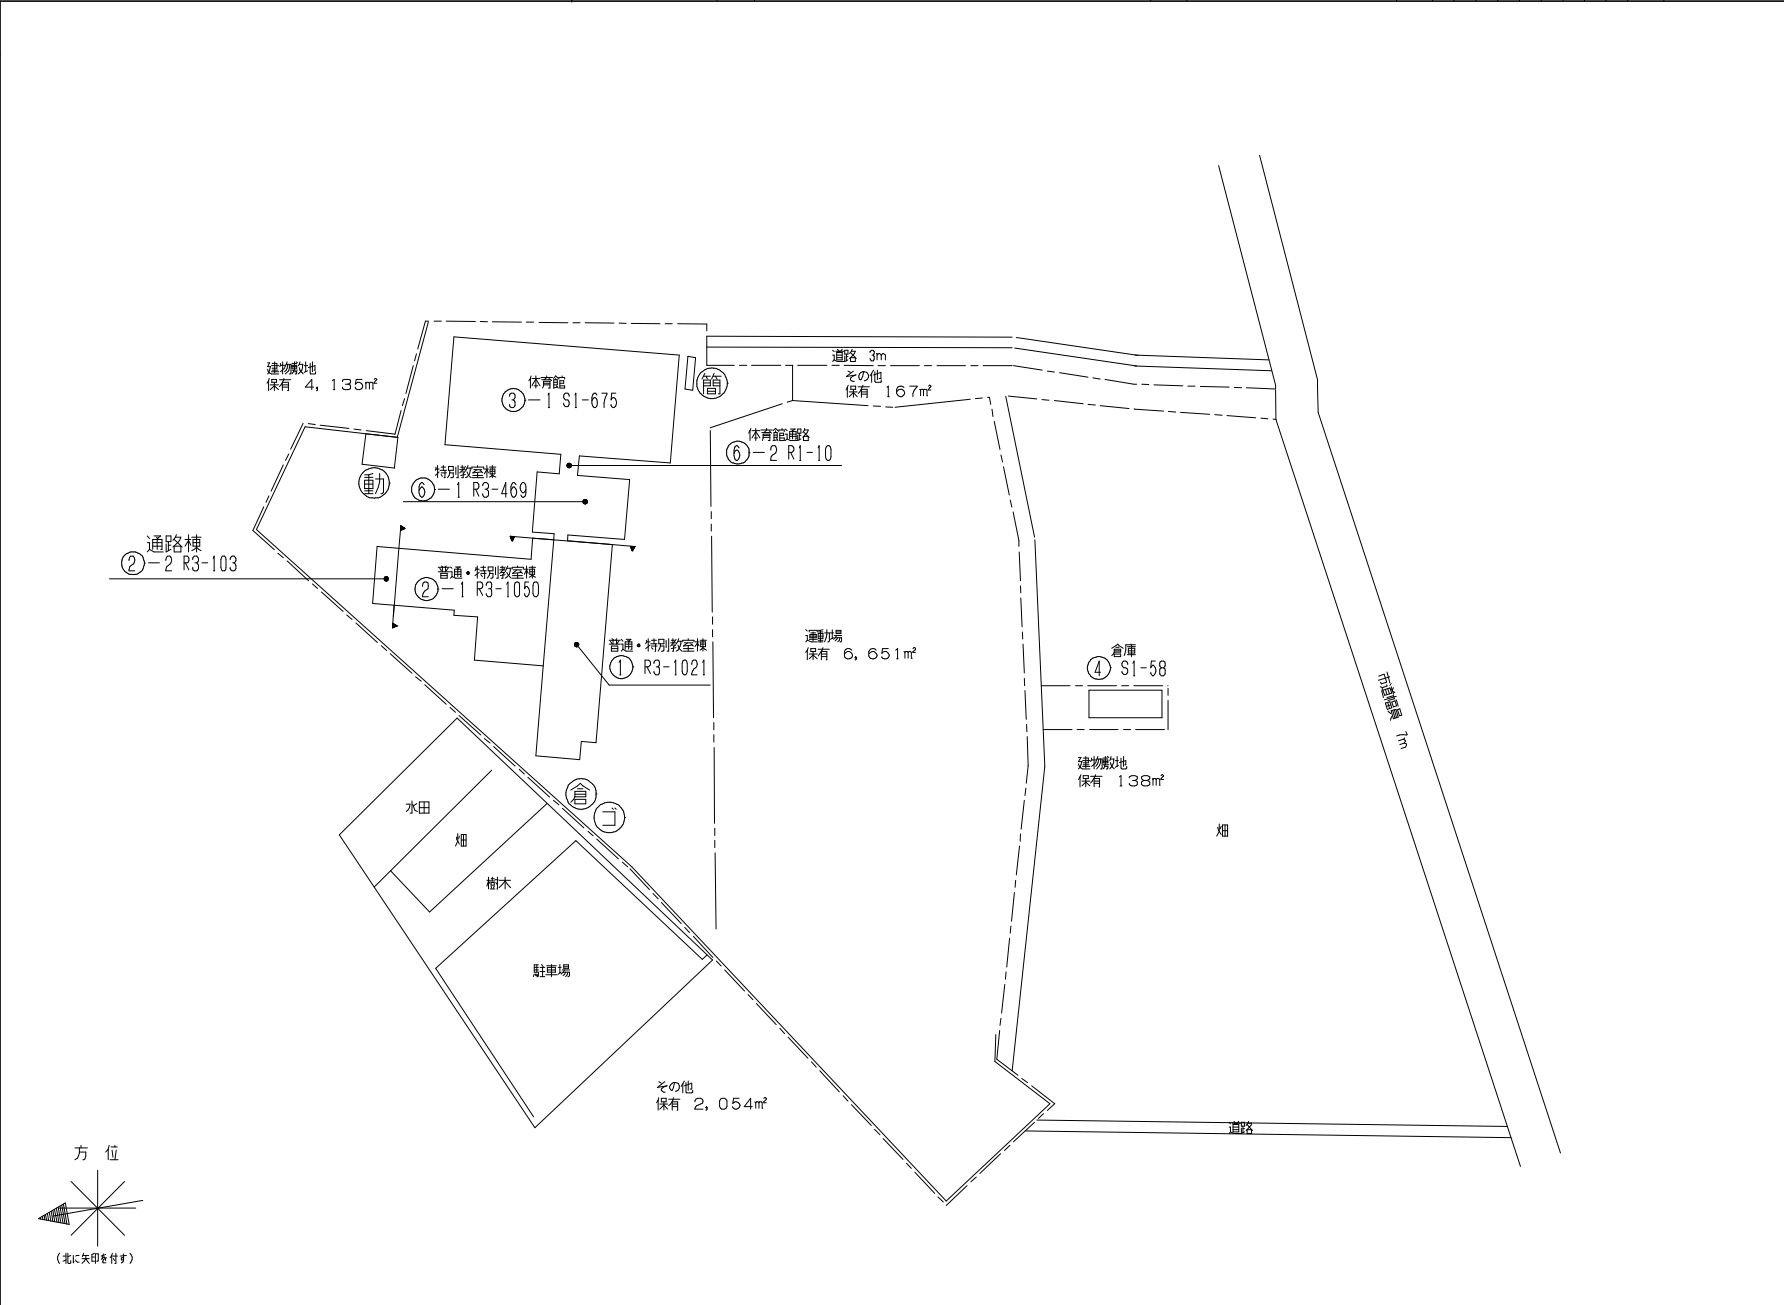 道路 3m
その他
保有 167㎡
建物敷地
保有 4,135㎡
体育館
③-1 S1-675
簡
体育館通路
⑥-2 R1-10
特別教室棟
⑥-1 R3-469
動
通路棟
②-2 R3-103
普通・特別教室棟
②-1 R3-1050
普通・特別教室棟
① R3-1021
運動場
保有 6,651㎡
倉庫
④ S1-58
市道幅員 7m
建物敷地
保有 138㎡
畑
倉
ゴ
水田
畑
樹木
駐車場
その他
保有 2,054㎡
道路
方 位
(北に矢印を付す)